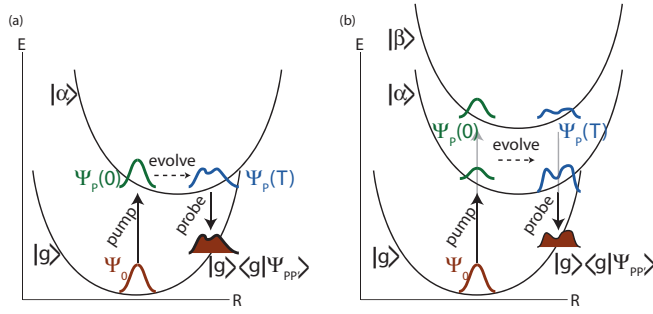 (a)
E
|α⟩
Ψ_P(0)
evolve
Ψ_P(T)
pump
probe
|g⟩
Ψ_0
|g⟩⟨g|Ψ_PP'⟩
R
(b)
E
|β⟩
|α⟩
Ψ_P(0)
Ψ_P(T)
evolve
pump
probe
|g⟩
Ψ_0
|g⟩⟨g|Ψ_PP'⟩
R